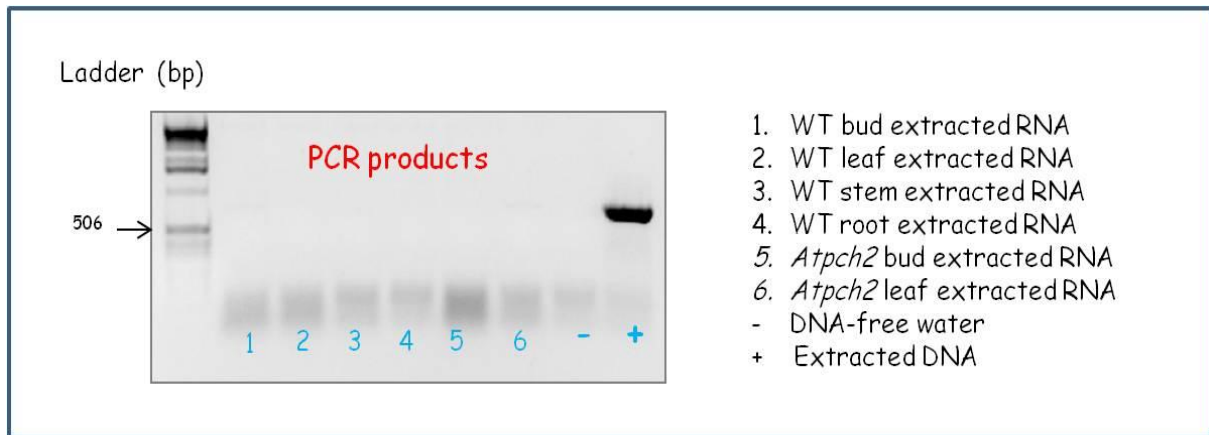 Ladder (bp)
PCR products
506
1 2 3 4 5 6 - +
1. WT bud extracted RNA
2. WT leaf extracted RNA
3. WT stem extracted RNA
4. WT root extracted RNA
5. Atpch2 bud extracted RNA
6. Atpch2 leaf extracted RNA
- DNA-free water
+ Extracted DNA